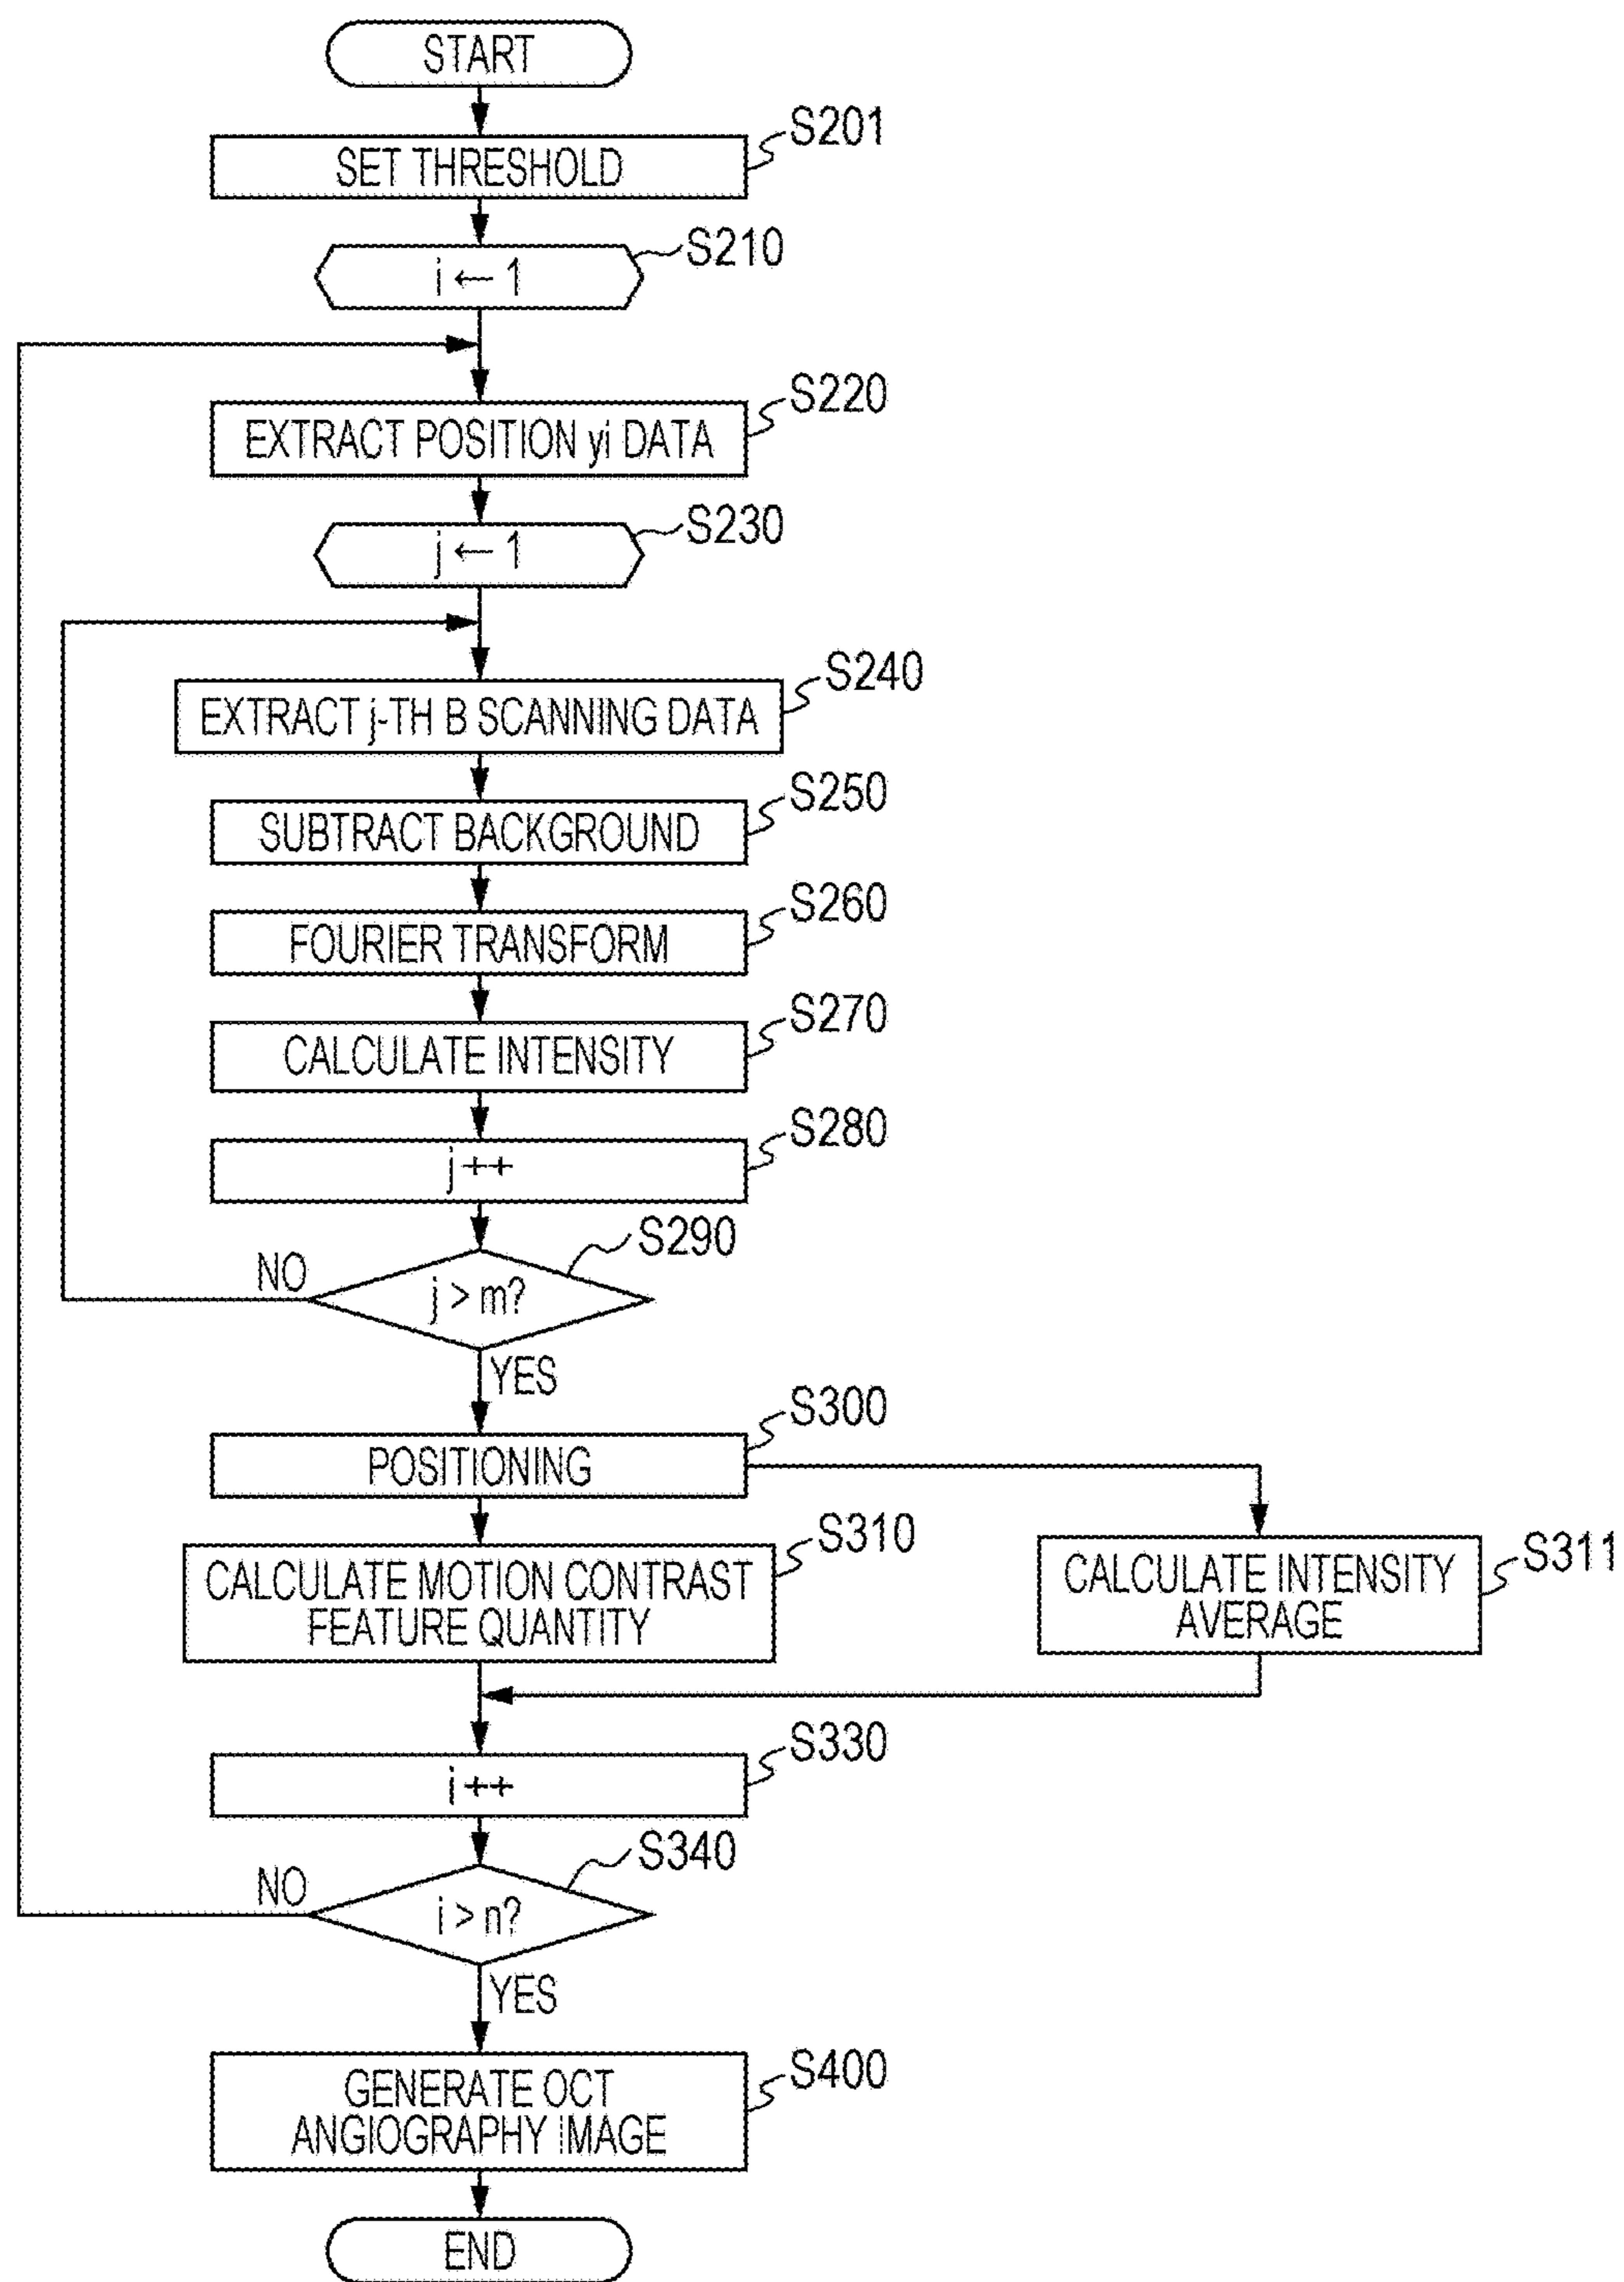 START
S201
SET THRESHOLD
S210
i ← 1
S220
EXTRACT POSITION yi DATA
S230
j ← 1
S240
EXTRACT j-TH B SCANNING DATA
S250
SUBTRACT BACKGROUND
S260
FOURIER TRANSFORM
S270
CALCULATE INTENSITY
S280
j ++
S290
NO
j > m?
YES
S300
POSITIONING
S310
CALCULATE MOTION CONTRAST
FEATURE QUANTITY
S311
CALCULATE INTENSITY
AVERAGE
S330
i ++
S340
NO
i > n?
YES
S400
GENERATE OCT
ANGIOGRAPHY IMAGE
END